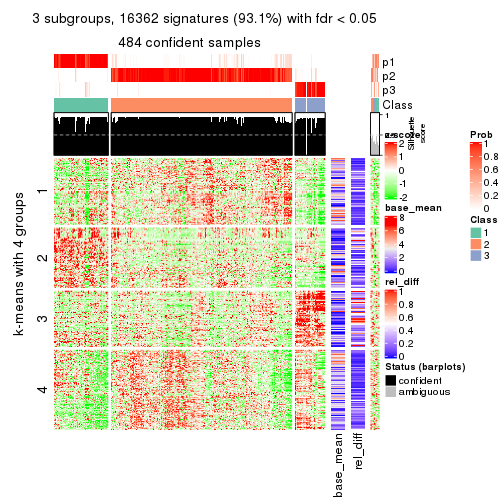 3 subgroups, 16362 signatures (93.1%) with fdr < 0.05
484 confident samples
p1
p2
p3
Class
1
Silhouette
score
k-means with 4 groups
1
2
3
4
base_mean
rel_diff
z-score
2
1
0
-1
-2
base_mean
8
6
4
2
0
rel_diff
1
0.8
0.6
0.4
0.2
0
Status (barplots)
confident
ambiguous
Prob
1
0.8
0.6
0.4
0.2
0
Class
1
2
3